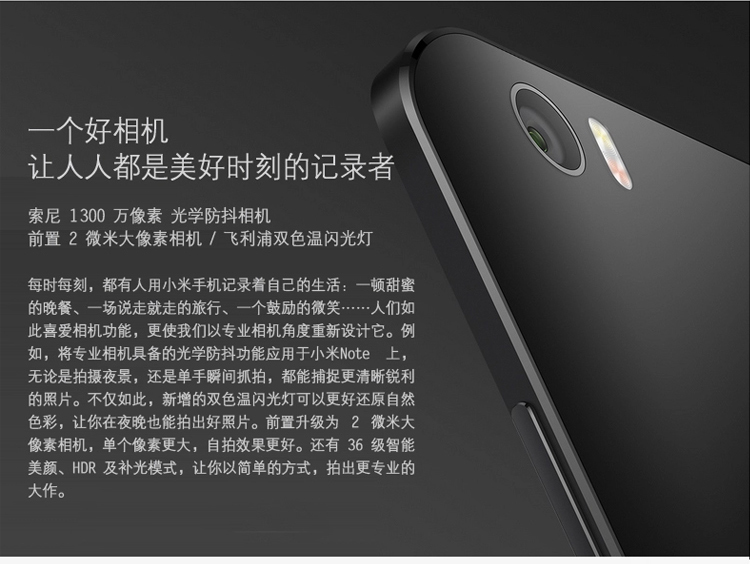 一个好相机
让人人都是美好时刻的记录者
索尼 1300 万像素 光学防抖相机
前置 2 微米大像素相机 / 飞利浦双色温闪光灯
每时每刻，都有人用小米手机记录着自己的生活：一顿甜蜜
的晚餐、一场说走就走的旅行、一个鼓励的微笑……人们如
此喜爱相机功能，更使我们以专业相机角度重新设计它。例
如，将专业相机具备的光学防抖功能应用于小米Note 上，
无论是拍摄夜景，还是单手瞬间抓拍，都能捕捉更清晰锐利
的照片。不仅如此，新增的双色温闪光灯可以更好还原自然
色彩，让你在夜晚也能拍出好照片。前置升级为 2 微米大
像素相机，单个像素更大，自拍效果更好。还有 36 级智能
美颜、HDR 及补光模式，让你以简单的方式，拍出更专业的
大作。